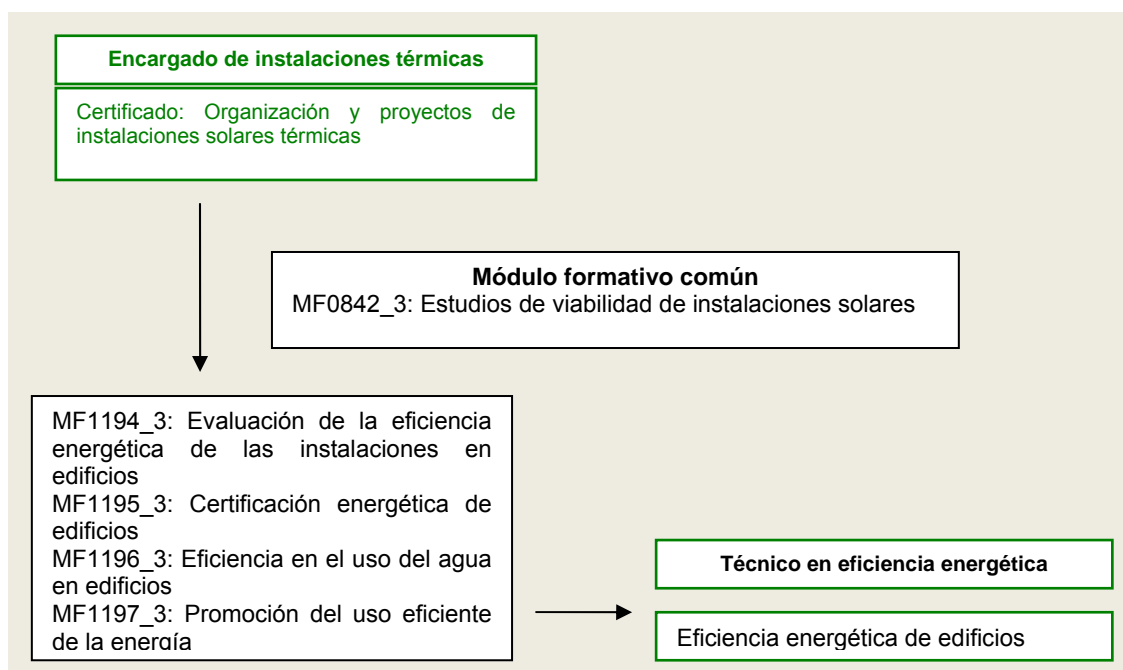 Encargado de instalaciones térmicas
Certificado: Organización y proyectos de
instalaciones solares térmicas
Módulo formativo común
MF0842_3: Estudios de viabilidad de instalaciones solares
MF1194_3: Evaluación de la eficiencia
energética de las instalaciones en
edificios
MF1195_3: Certificación energética de
edificios
MF1196_3: Eficiencia en el uso del agua
en edificios
MF1197_3: Promoción del uso eficiente
de la energía
Técnico en eficiencia energética
Eficiencia energética de edificios